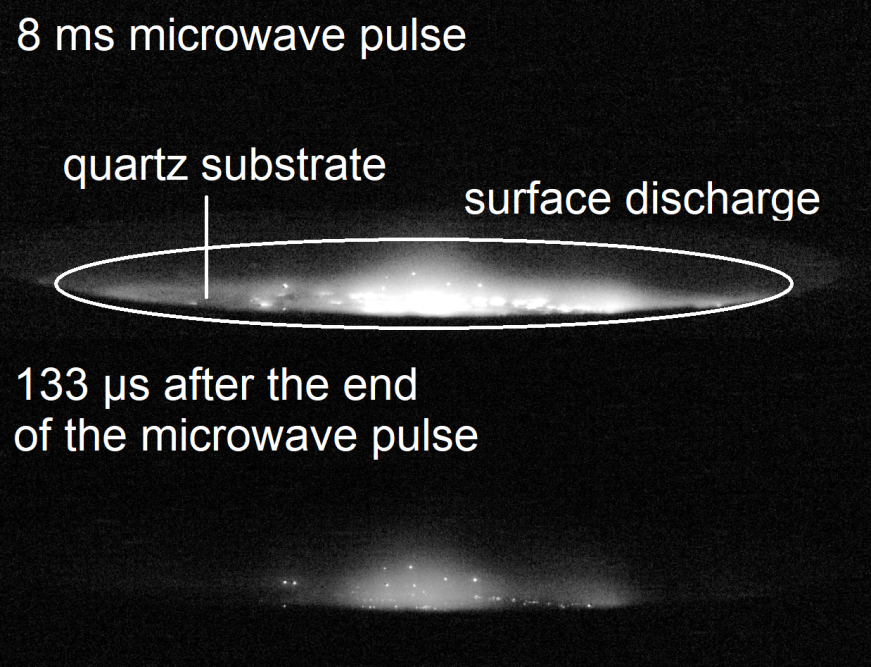 8 ms microwave pulse
quartz substrate
surface discharge
133 µs after the end
of the microwave pulse